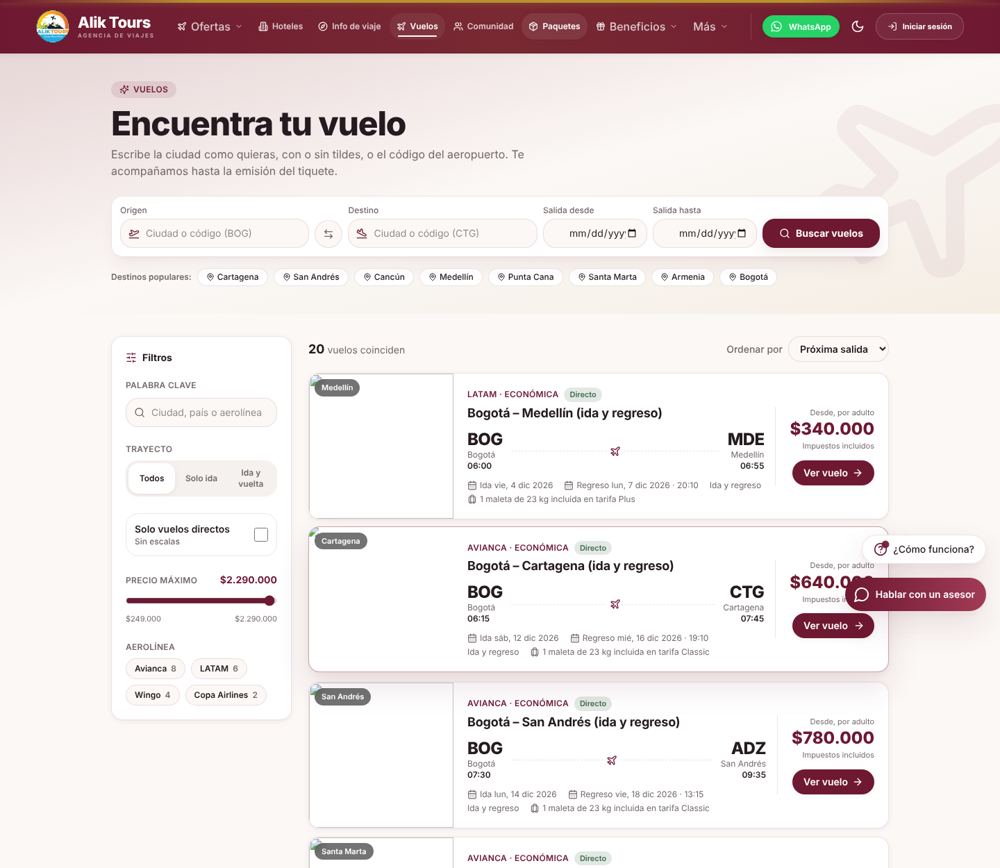 Alik Tours
AGENCIA DE VIAJES
Ofertas
Hoteles
Info de viaje
Vuelos
Comunidad
Paquetes
Beneficios
Más
WhatsApp
Iniciar sesión
VUELOS
Encuentra tu vuelo
Escribe la ciudad como quieras, con o sin tildes, o el código del aeropuerto. Te
acompañamos hasta la emisión del tiquete.
Origen
Ciudad o código (BOG)
Destino
Ciudad o código (CTG)
Salida desde
mm/dd/yyy
Salida hasta
mm/dd/yyy
Buscar vuelos
Destinos populares:
Cartagena
San Andrés
Cancún
Medellín
Punta Cana
Santa Marta
Armenia
Bogotá
Filtros
PALABRA CLAVE
Ciudad, país o aerolínea
TRAYECTO
Todos
Solo ida
Ida y
vuelta
Solo vuelos directos
Sin escalas
PRECIO MÁXIMO
$2.290.000
$249.000
$2.290.000
AEROLÍNEA
Avianca 8
LATAM 6
Wingo 4
Copa Airlines 2
20 vuelos coinciden
Ordenar por
Próxima salida
Medellín
LATAM · ECONÓMICA
Directo
Bogotá – Medellín (ida y regreso)
BOG
Bogotá
06:00
MDE
Medellín
06:55
Ida vie, 4 dic 2026
Regreso lun, 7 dic 2026 · 20:10
Ida y regreso
1 maleta de 23 kg incluida en tarifa Plus
Desde, por adulto
$340.000
Impuestos incluidos
Ver vuelo
Cartagena
AVIANCA · ECONÓMICA
Directo
Bogotá – Cartagena (ida y regreso)
BOG
Bogotá
06:15
CTG
Cartagena
07:45
Ida sáb, 12 dic 2026
Regreso mié, 16 dic 2026 · 19:10
Ida y regreso
1 maleta de 23 kg incluida en tarifa Classic
Desde, por adulto
$640.0
Ver vuelo
¿Cómo funciona?
Hablar con un asesor
San Andrés
AVIANCA · ECONÓMICA
Directo
Bogotá – San Andrés (ida y regreso)
BOG
Bogotá
07:30
ADZ
San Andrés
09:35
Ida lun, 14 dic 2026
Regreso vie, 18 dic 2026 · 13:15
Ida y regreso
1 maleta de 23 kg incluida en tarifa Classic
Desde, por adulto
$780.000
Impuestos incluidos
Ver vuelo
Santa Marta
AVIANCA · ECONÓMICA
Directo